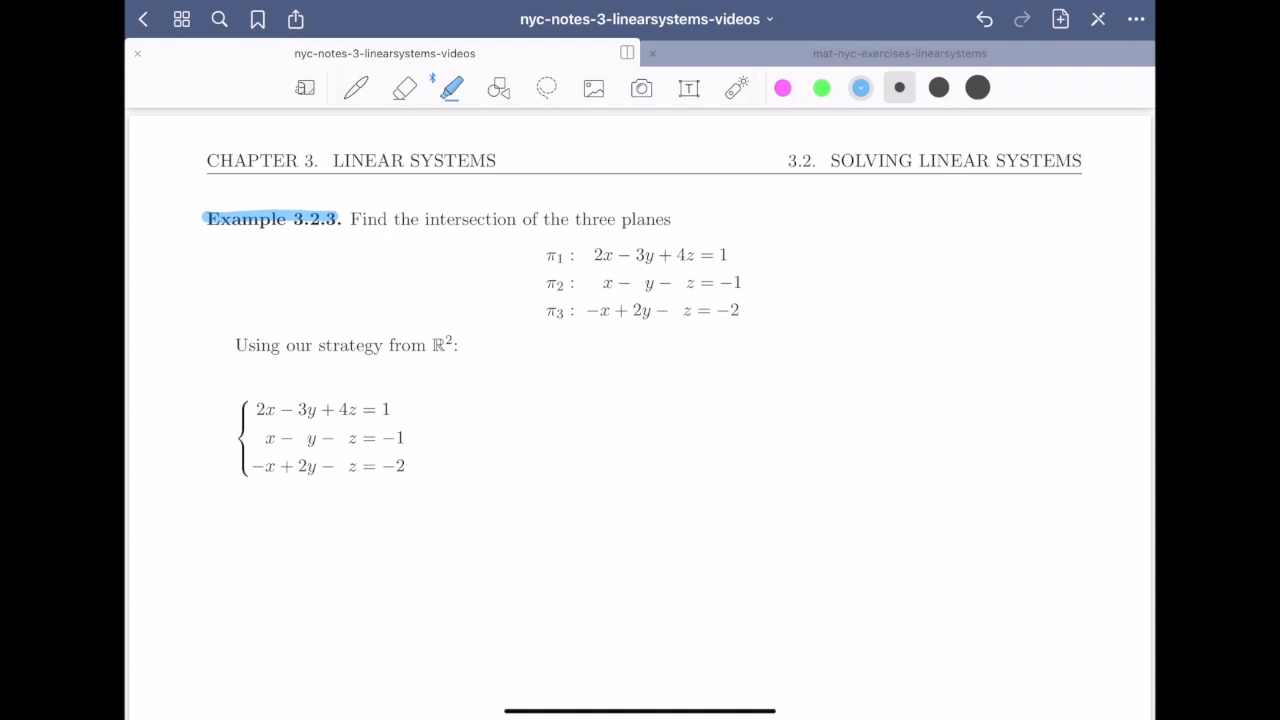 nyc-notes-3-linearsystems-videos
nyc-notes-3-linearsystems-videos
mat-nyc-exercises-linearsystems
T
CHAPTER 3. LINEAR SYSTEMS 3.2. SOLVING LINEAR SYSTEMS
Example 3.2.3. Find the intersection of the three planes
π₁ : 2x − 3y + 4z = 1
π₂ : x − y − z = −1
π₃ : −x + 2y − z = −2
Using our strategy from ℝ²:
2x − 3y + 4z = 1
x − y − z = −1
−x + 2y − z = −2